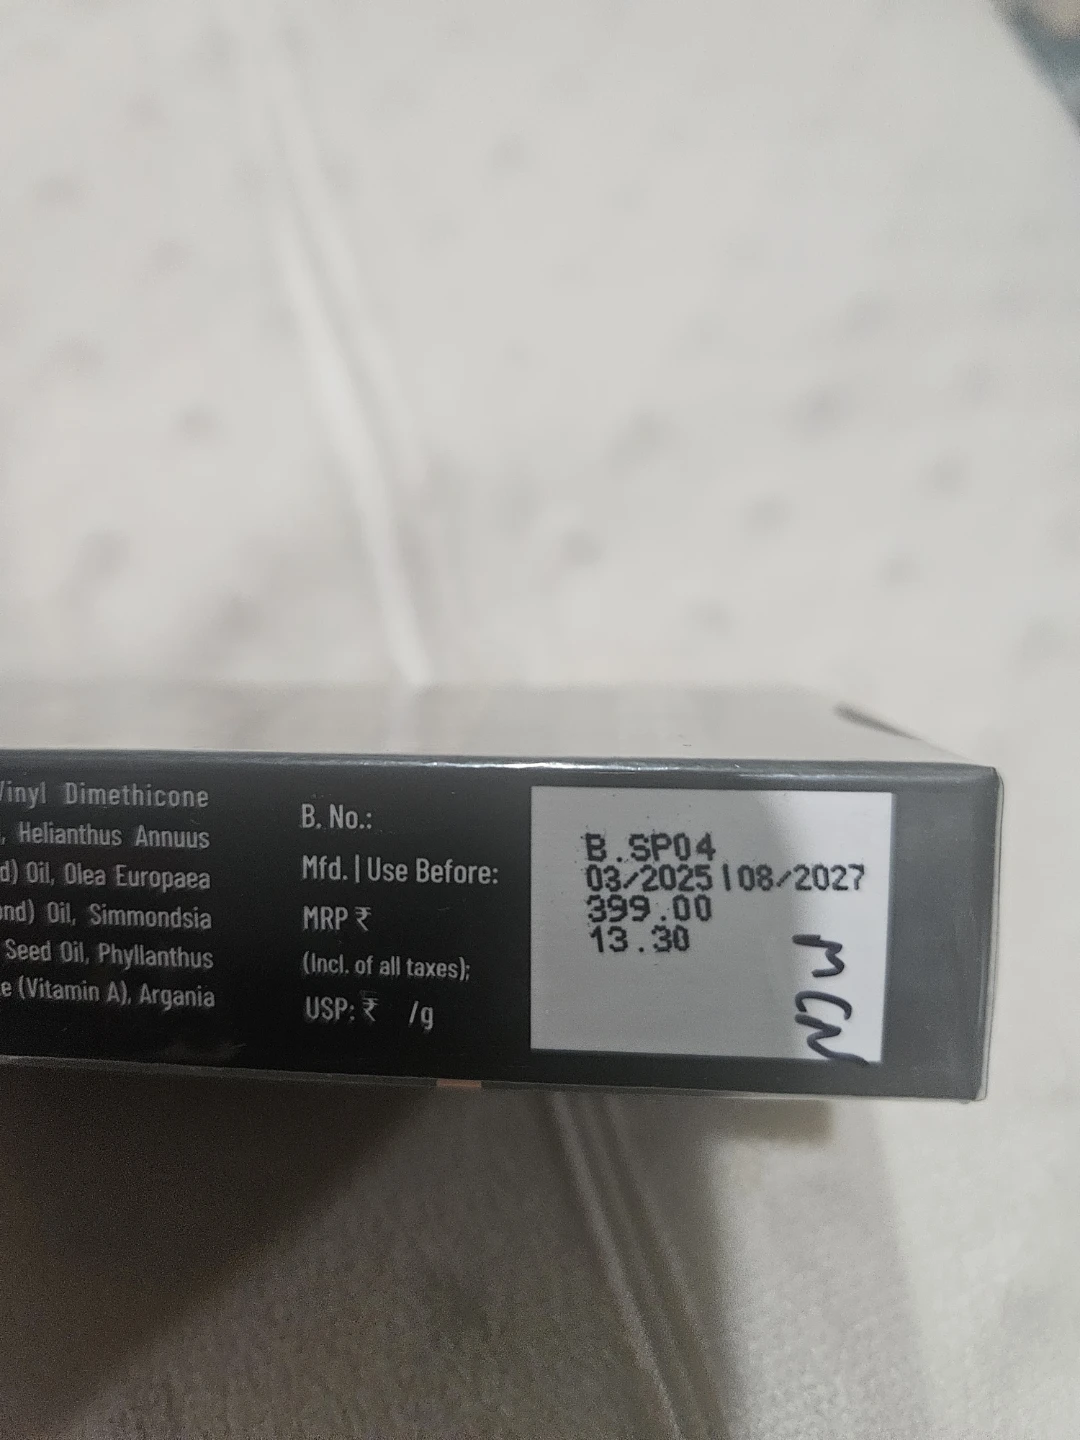 Vinyl Dimethicone
, Helianthus Annuus
d) Oil, Olea Europaea
ond) Oil, Simmondsia
Seed Oil, Phyllanthus
e (Vitamin A), Argania
B. No.:
Mfd. | Use Before:
MRP ₹
(Incl. of all taxes);
USP: ₹ /g
B.SP04
03/2025|08/2027
399.00
13.30
MCN